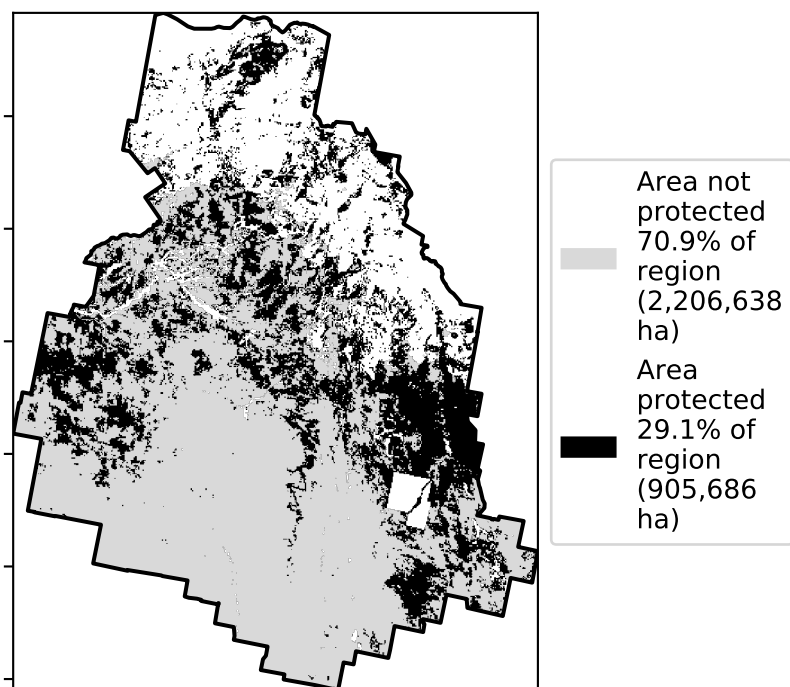 Area not
protected
70.9% of
region
(2,206,638
ha)
Area
protected
29.1% of
region
(905,686
ha)